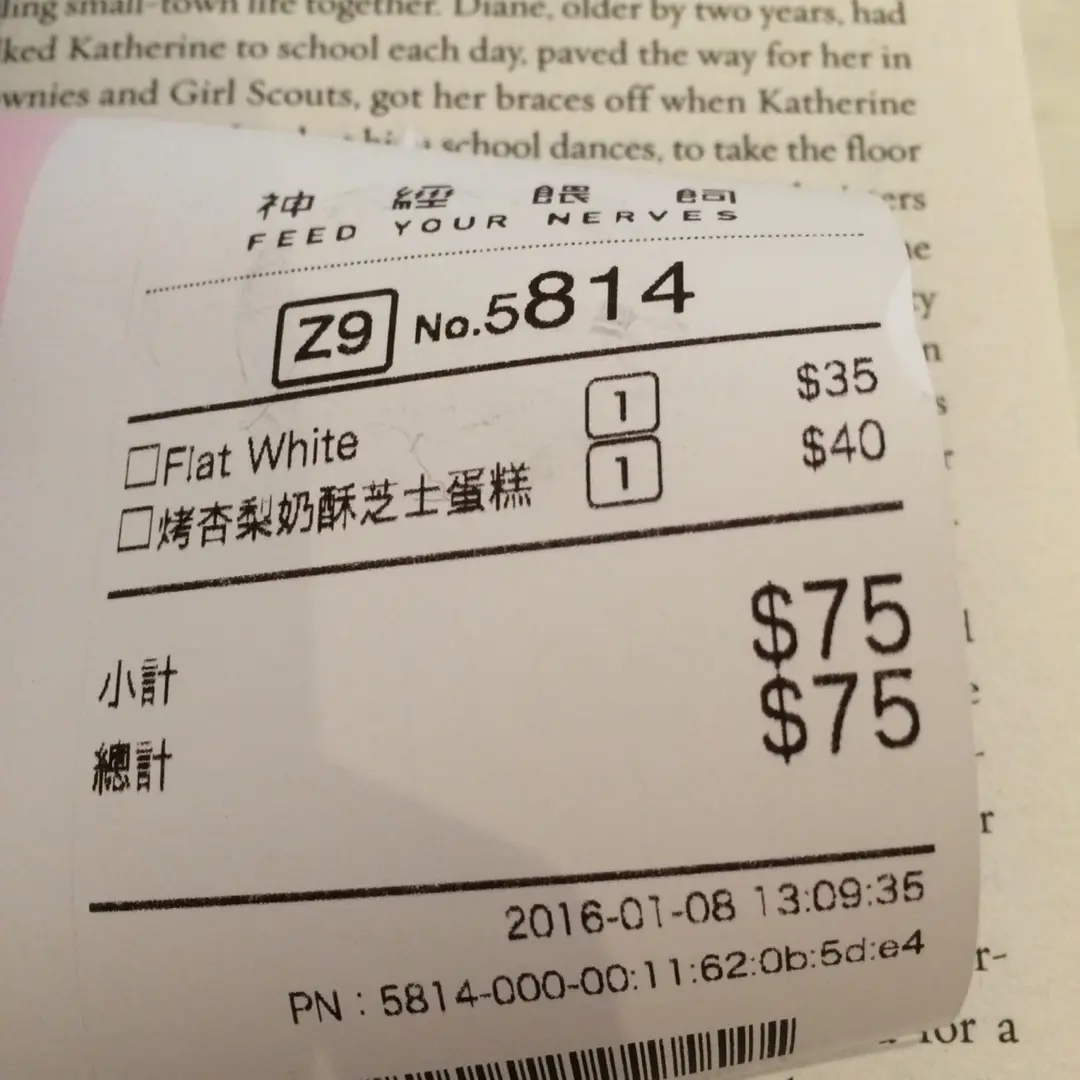 ling small-town life together. Diane, older by two years, had
ked Katherine to school each day, paved the way for her in
wnies and Girl Scouts, got her braces off when Katherine
school dances, to take the floor
神經餵飼
FEED YOUR NERVES
Z9 No.5814
□Flat White 1 $35
□烤杏梨奶酥芝士蛋糕 1 $40
小計 $75
總計 $75
2016-01-08 13:09:35
PN : 5814-000-00:11:62:0b:5d:e4
for a